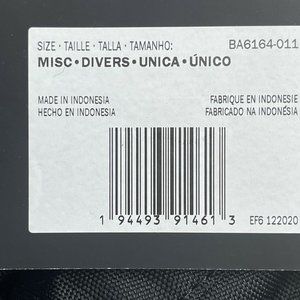 SIZE · TAILLE · TALLA · TAMANHO: BA6164-011
MISC • DIVERS • UNICA • ÚNICO
MADE IN INDONESIA FABRIQUE EN INDONESIE
HECHO EN INDONESIA FABRICADO NA INDONÉSIA
1 94493 91461 3
EF6 122020